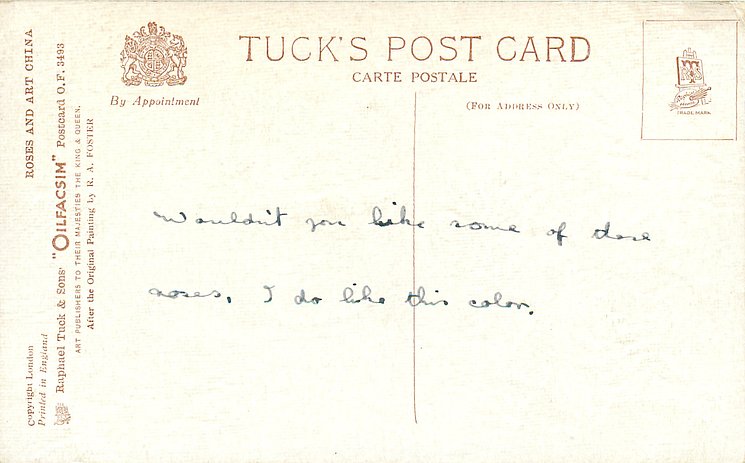 TUCK'S POST CARD
CARTE POSTALE
By Appointment
(FOR ADDRESS ONLY)
TRADE MARK
ROSES AND ART CHINA
Copyright London
Printed in England
Raphael Tuck & Sons' "OILFACSIM" Postcard O.F. 3493
ART PUBLISHERS TO THEIR MAJESTIES THE KING & QUEEN.
After the Original Painting by R. A. FOSTER
Wouldn't you like some of these
roses. I do like this color.